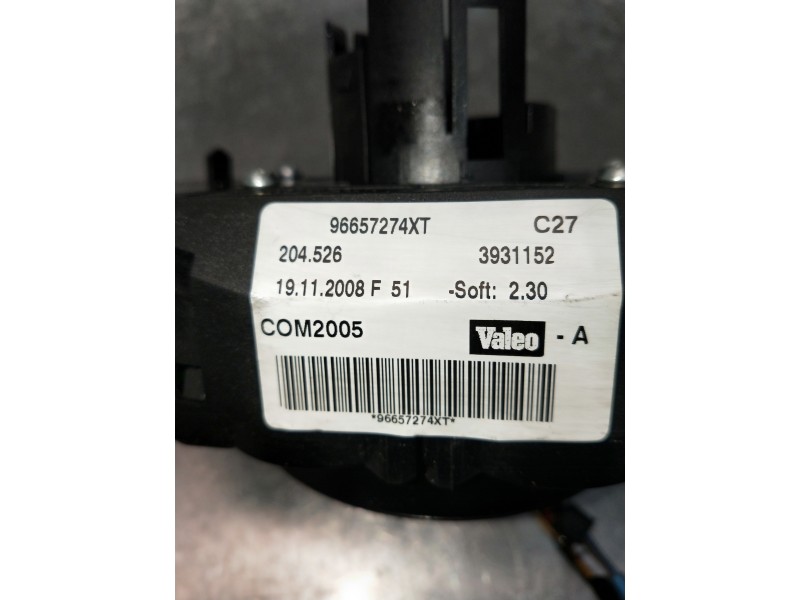 96657274XT C27
204.526 3931152
19.11.2008 F 51 -Soft: 2.30
COM2005 Valeo - A
*96657274XT*